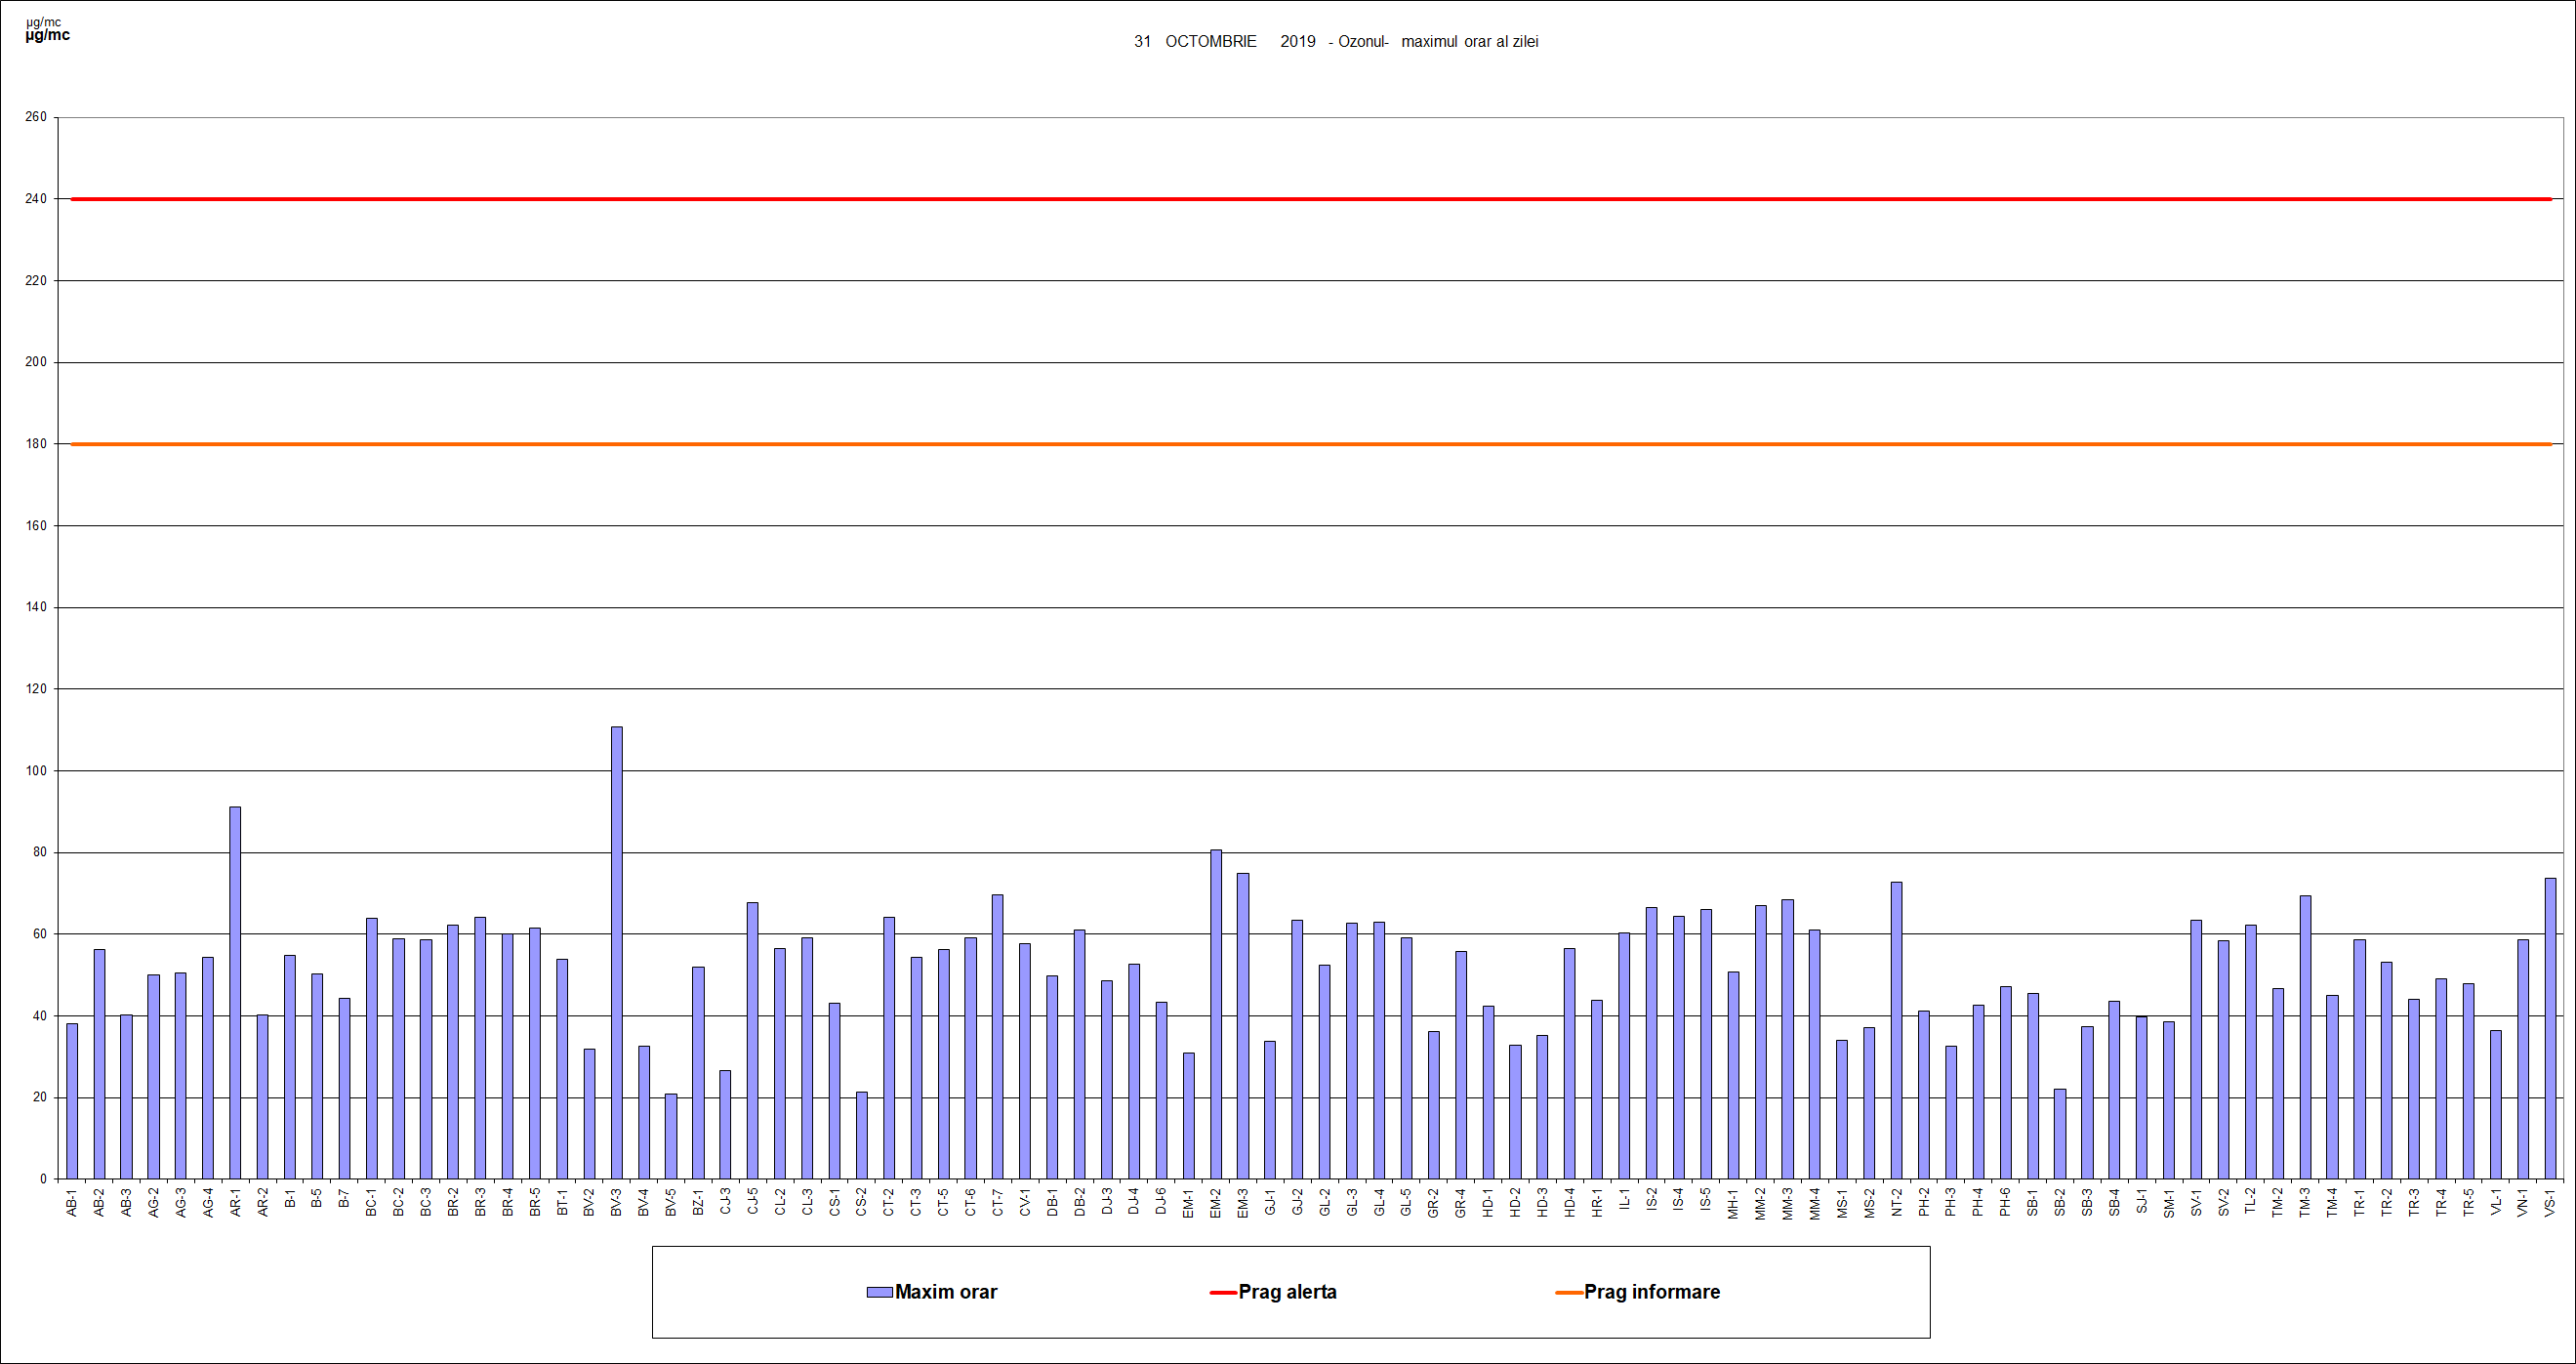 µg/mc
µg/mc
31 OCTOMBRIE 2019 - Ozonul- maximul orar al zilei
260
240
220
200
180
160
140
120
100
80
60
40
20
0
AB-1 AB-2 AB-3 AG-2 AG-3 AG-4 AR-1 AR-2 B-1 B-5 B-7 BC-1 BC-2 BC-3 BR-2 BR-3 BR-4 BR-5 BT-1 BV-2 BV-3 BV-4 BV-5 BZ-1 CJ-3 CJ-5 CL-2 CL-3 CS-1 CS-2 CT-2 CT-3 CT-5 CT-6 CT-7 CV-1 DB-1 DB-2 DJ-3 DJ-4 DJ-6 EM-1 EM-2 EM-3 GJ-1 GJ-2 GL-2 GL-3 GL-4 GL-5 GR-2 GR-4 HD-1 HD-2 HD-3 HD-4 HR-1 IL-1 IS-2 IS-4 IS-5 MH-1 MM-2 MM-3 MM-4 MS-1 MS-2 NT-2 PH-2 PH-3 PH-4 PH-6 SB-1 SB-2 SB-3 SB-4 SJ-1 SM-1 SV-1 SV-2 TL-2 TM-2 TM-3 TM-4 TR-1 TR-2 TR-3 TR-4 TR-5 VL-1 VN-1 VS-1
Maxim orar Prag alerta Prag informare